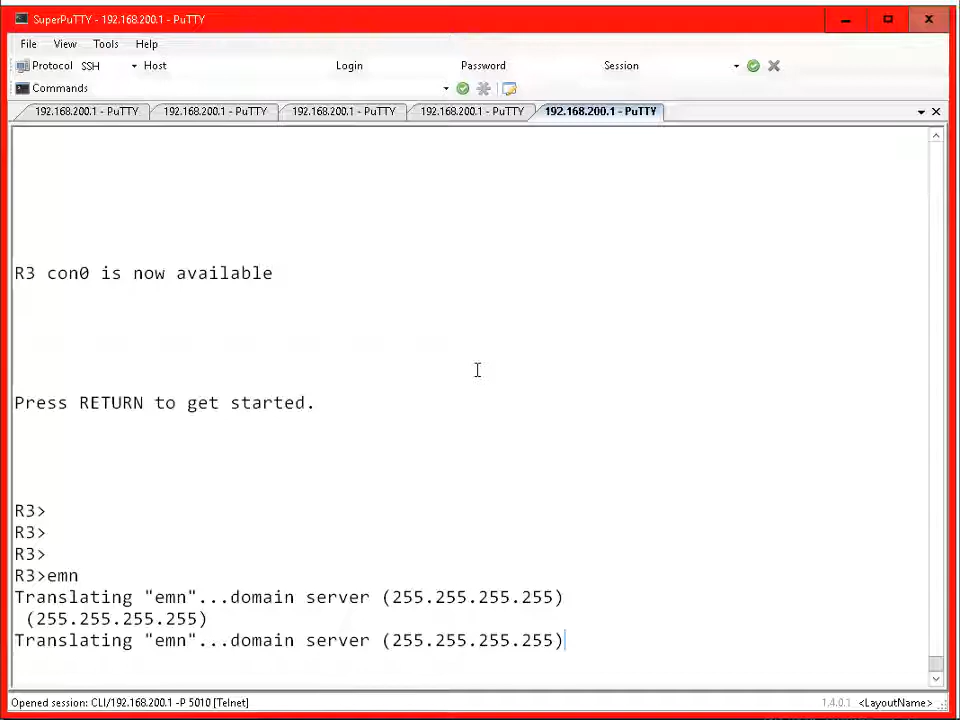 SuperPuTTY - 192.168.200.1 - PuTTY
File View Tools Help
Protocol SSH Host Login Password Session
Commands
192.168.200.1 - PuTTY 192.168.200.1 - PuTTY 192.168.200.1 - PuTTY 192.168.200.1 - PuTTY 192.168.200.1 - PuTTY
R3 con0 is now available
Press RETURN to get started.
R3>
R3>
R3>
R3>emn
Translating "emn"...domain server (255.255.255.255)
(255.255.255.255)
Translating "emn"...domain server (255.255.255.255)
Opened session: CLI/192.168.200.1 -P 5010 [Telnet] 1.4.0.1 <LayoutName>